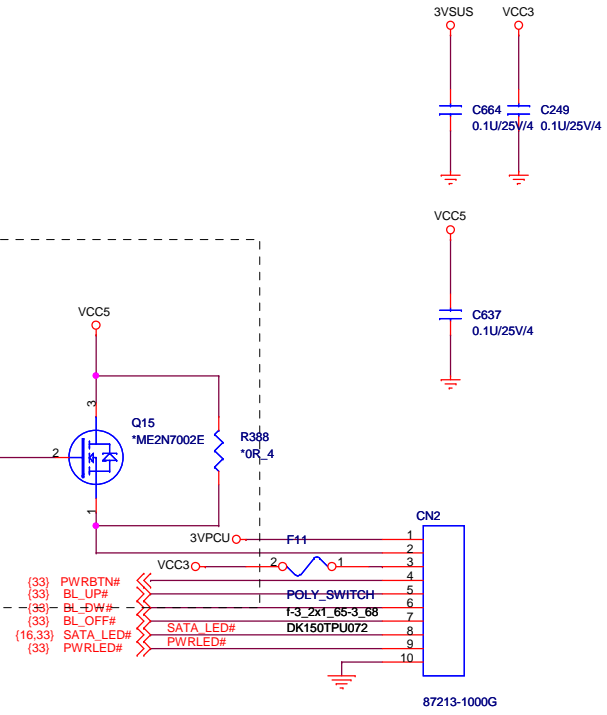 3VSUS VCC3
C664 C249
0.1U/25V/4 0.1U/25V/4
VCC5
C637
0.1U/25V/4
VCC5
3
Q15
*ME2N7002E
R388
*0R_4
2
1
CN2
3VPCU F11 1
2
VCC3 2 1 3
{33} PWRBTN# 4
{33} BL_UP# POLY_SWITCH 5
{33} BL_DW# f-3_2x1_65-3_68 6
{33} BL_OFF# SATA_LED# DK150TPU072 7
{16,33} SATA_LED# PWRLED# 8
{33} PWRLED# 9
10
87213-1000G